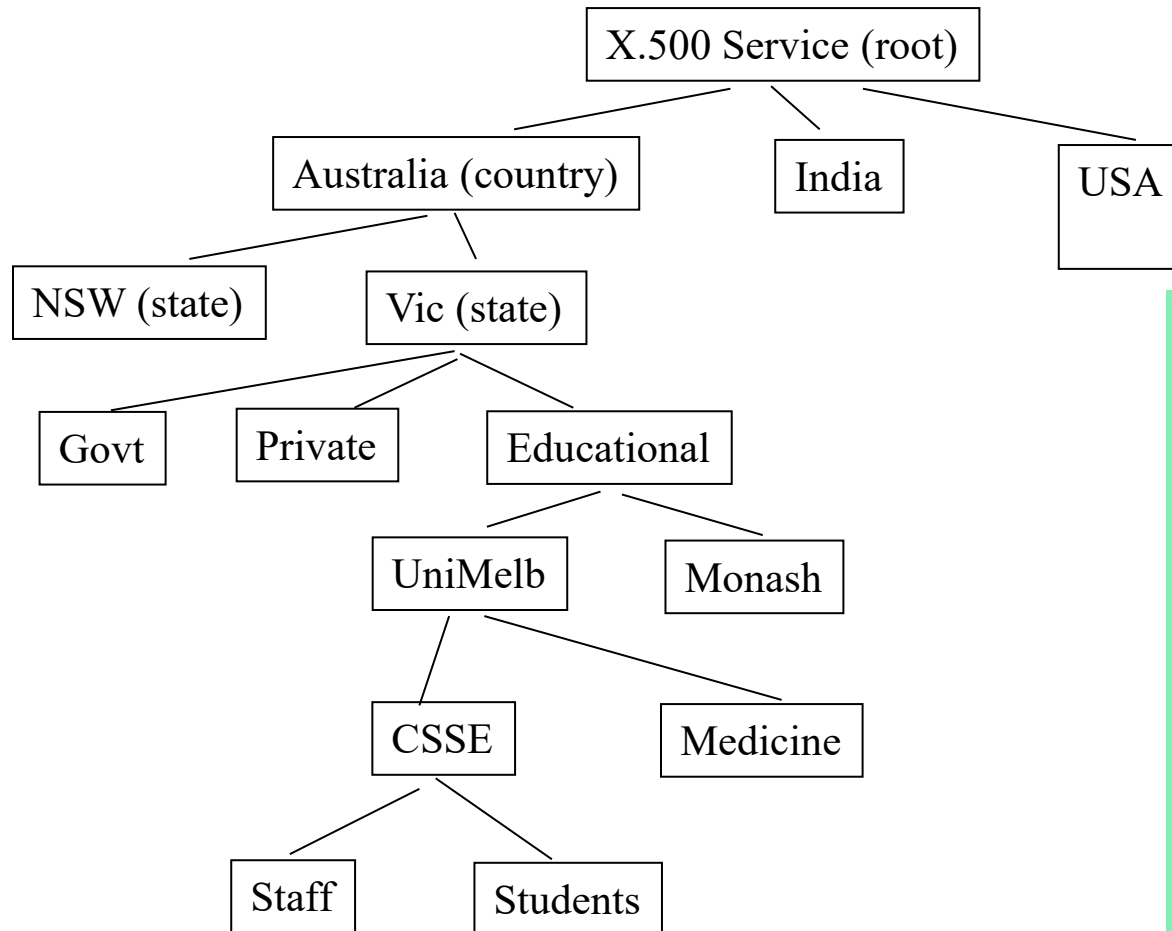 X.500 Service (root)
Australia (country)
India
USA
NSW (state)
Vic (state)
Govt
Private
Educational
UniMelb
Monash
CSSE
Medicine
Staff
Students